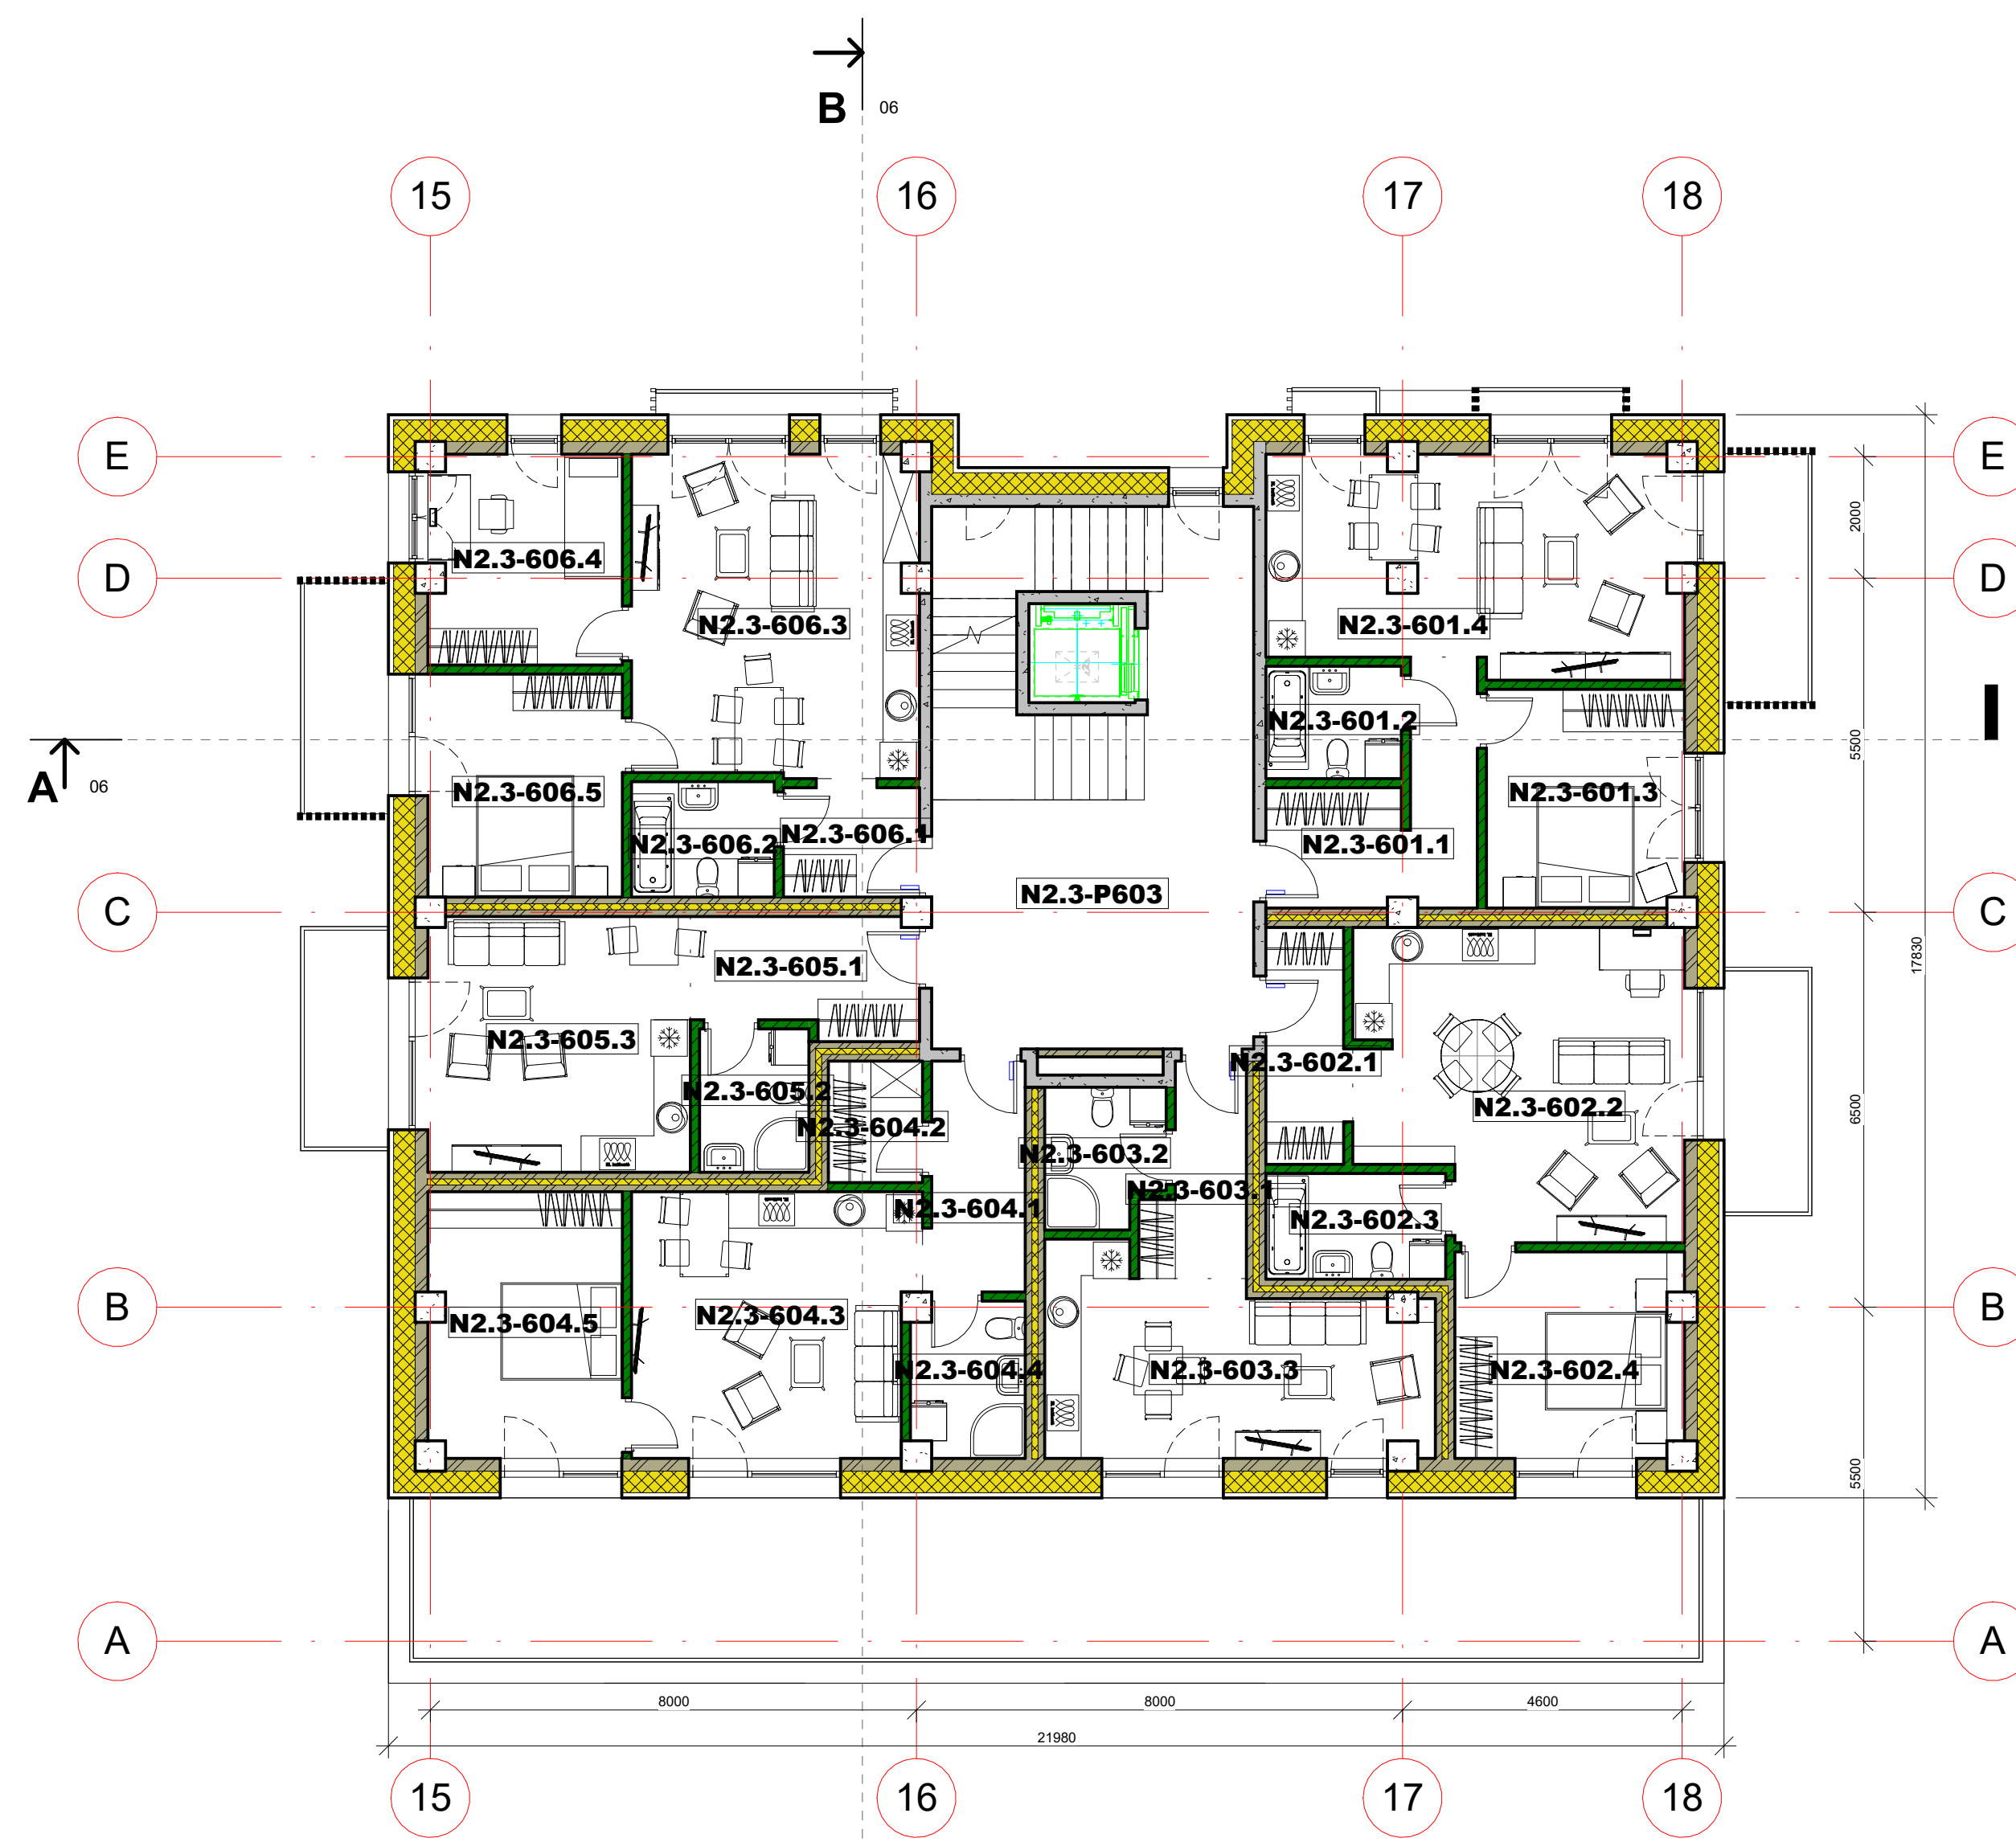 B 06
15 16 17 18
E E
2000
N2.3-606.4
D D
N2.3-606.3 N2.3-601.4
N2.3-601.2
5500
A 06
N2.3-606.5 N2.3-601.3
N2.3-606.2 N2.3-606.1 N2.3-601.1
N2.3-P603
C C
17830
N2.3-605.1
N2.3-605.3
N2.3-602.1
N2.3-605.2
N2.3-602.2
6500
N2.3-604.2
N2.3-603.2
N2.3-603.1
N2.3-604.1 N2.3-602.3
B B
N2.3-604.5 N2.3-604.3
N2.3-604.4 N2.3-603.3 N2.3-602.4
5500
A A
8000 8000 4600
21980
15 16 17 18